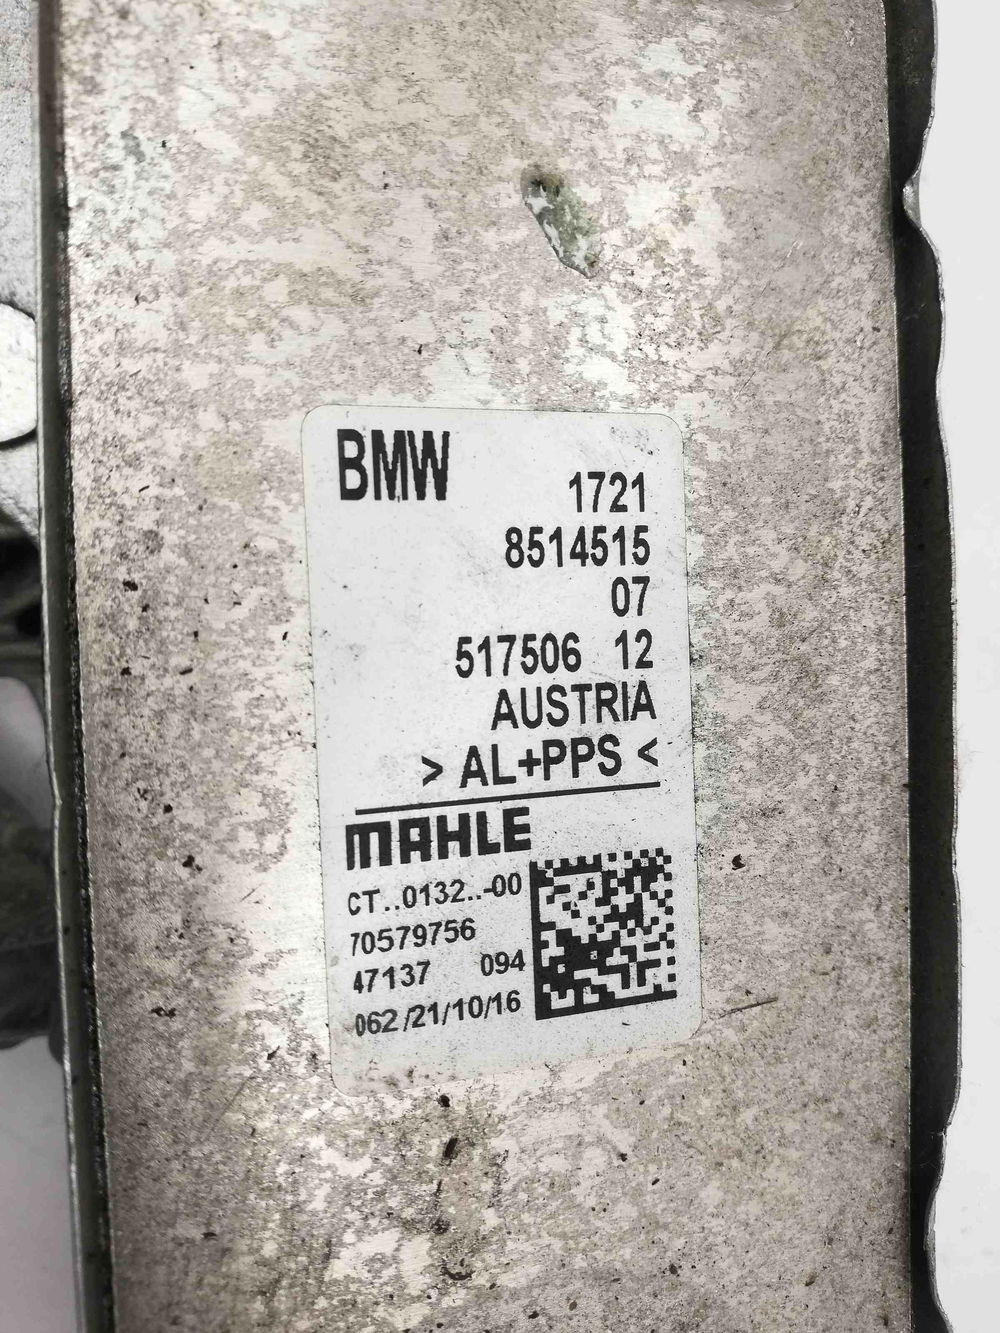 BMW
1721
8514515
07
517506 12
AUSTRIA
> AL+PPS <
MAHLE
CT..0132..-00
70579756
47137 094
062/21/10/16